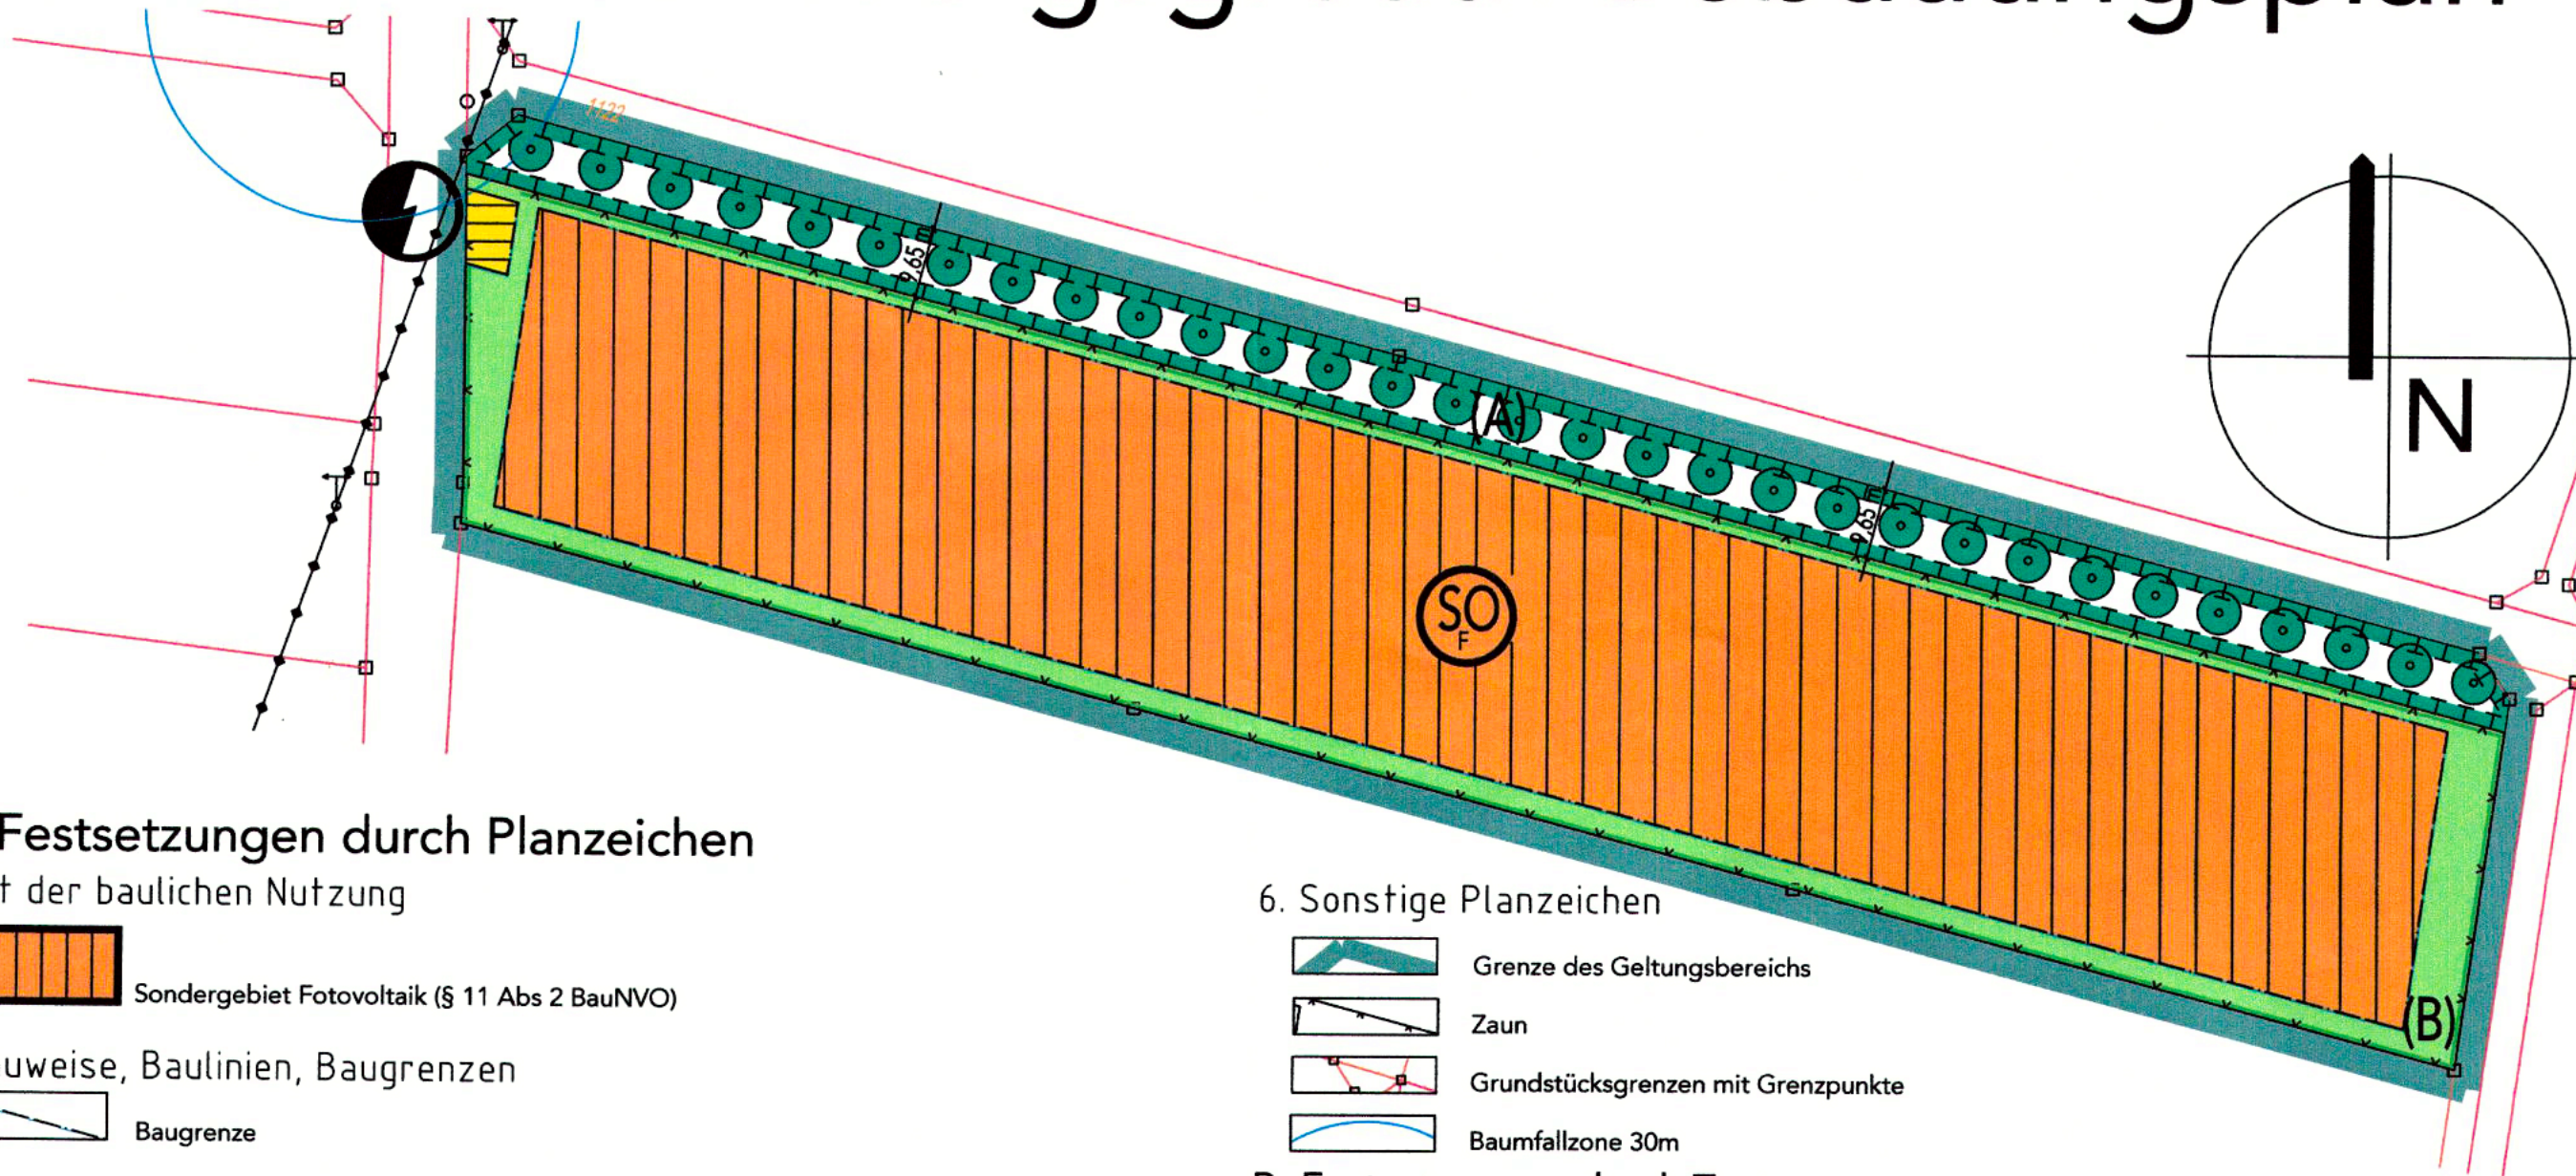 1122
9.65 m
(A)
9.65 m
N
SO
F
(B)
Festsetzungen durch Planzeichen
t der baulichen Nutzung
Sondergebiet Fotovoltaik (§ 11 Abs 2 BauNVO)
uweise, Baulinien, Baugrenzen
Baugrenze
6. Sonstige Planzeichen
Grenze des Geltungsbereichs
Zaun
Grundstücksgrenzen mit Grenzpunkte
Baumfallzone 30m